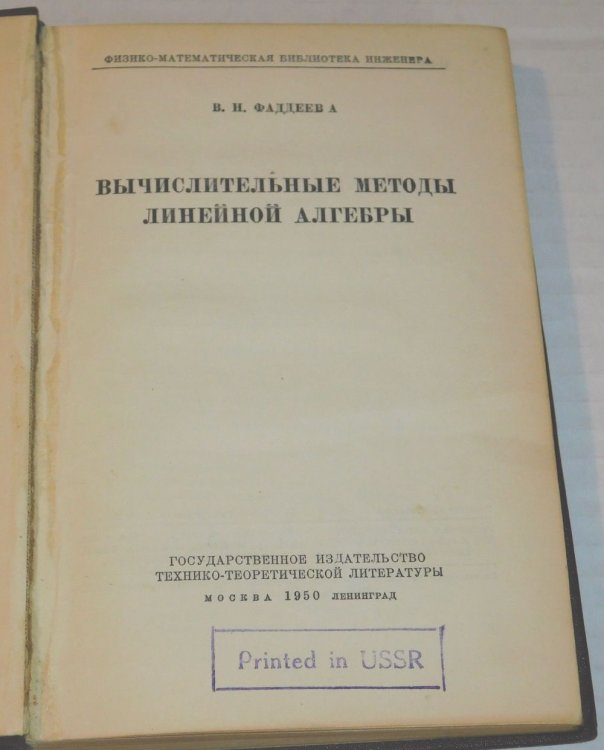 ФИЗИКО-МАТЕМАТИЧЕСКАЯ БИБЛИОТЕКА ИНЖЕНЕРА
В. Н. ФАДДЕЕВА
ВЫЧИСЛИТЕЛЬНЫЕ МЕТОДЫ
ЛИНЕЙНОЙ АЛГЕБРЫ
ГОСУДАРСТВЕННОЕ ИЗДАТЕЛЬСТВО
ТЕХНИКО-ТЕОРЕТИЧЕСКОЙ ЛИТЕРАТУРЫ
МОСКВА 1950 ЛЕНИНГРАД
Printed in USSR